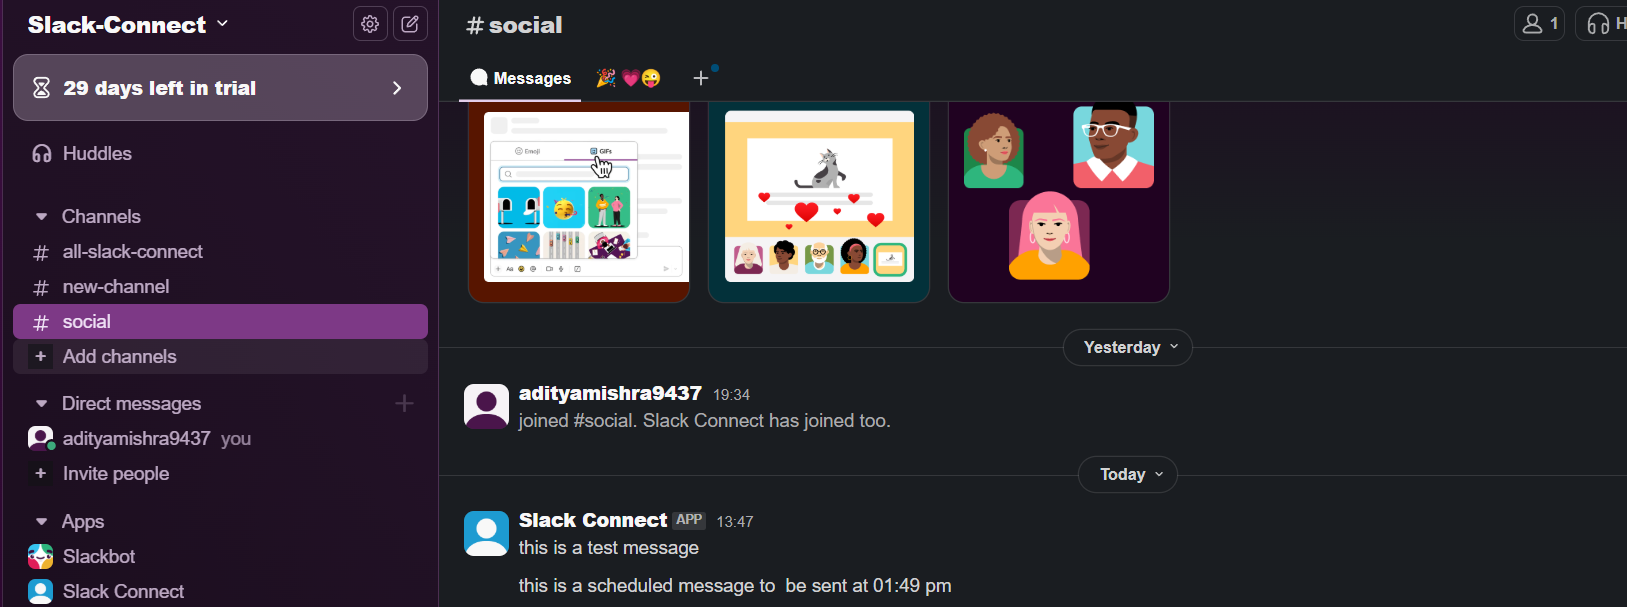 Slack-Connect
29 days left in trial
Huddles
Channels
# all-slack-connect
# new-channel
# social
+ Add channels
Direct messages +
adityamishra9437 you
+ Invite people
Apps
Slackbot
Slack Connect
# social
1
H
Messages 🎉💗😜 +
Emoji GIFs
Aa
Yesterday
adityamishra9437 19:34
joined #social. Slack Connect has joined too.
Today
Slack Connect APP 13:47
this is a test message
this is a scheduled message to  be sent at 01:49 pm